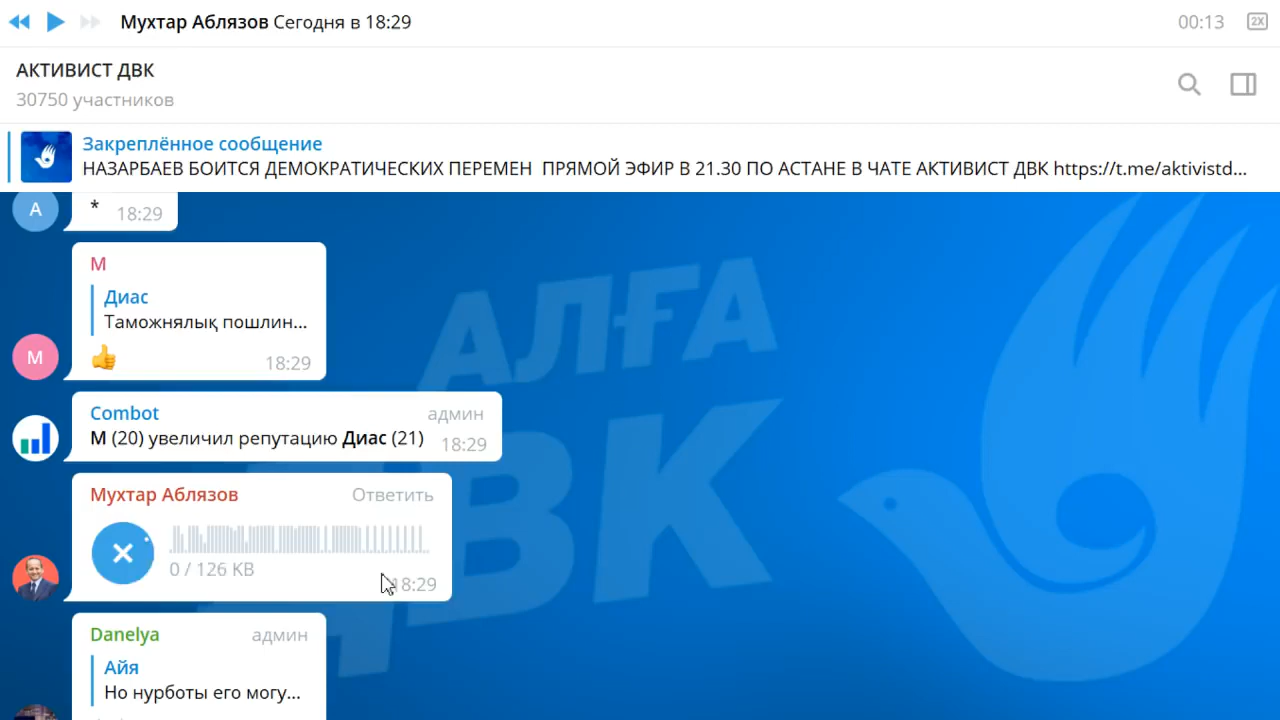 Мухтар Аблязов Сегодня в 18:29
00:13
2X
АКТИВИСТ ДВК
30750 участников
Закреплённое сообщение
НАЗАРБАЕВ БОИТСЯ ДЕМОКРАТИЧЕСКИХ ПЕРЕМЕН  ПРЯМОЙ ЭФИР В 21.30 ПО АСТАНЕ В ЧАТЕ АКТИВИСТ ДВК https://t.me/aktivistd...
А
* 18:29
М
Диас
Таможнялық пошлин...
М
👍 18:29
Combot админ
М (20) увеличил репутацию Диас (21) 18:29
Мухтар Аблязов Ответить
0 / 126 KB
18:29
Danelya админ
Айя
Но нурботы его могу...
АЛҒА
ДВК